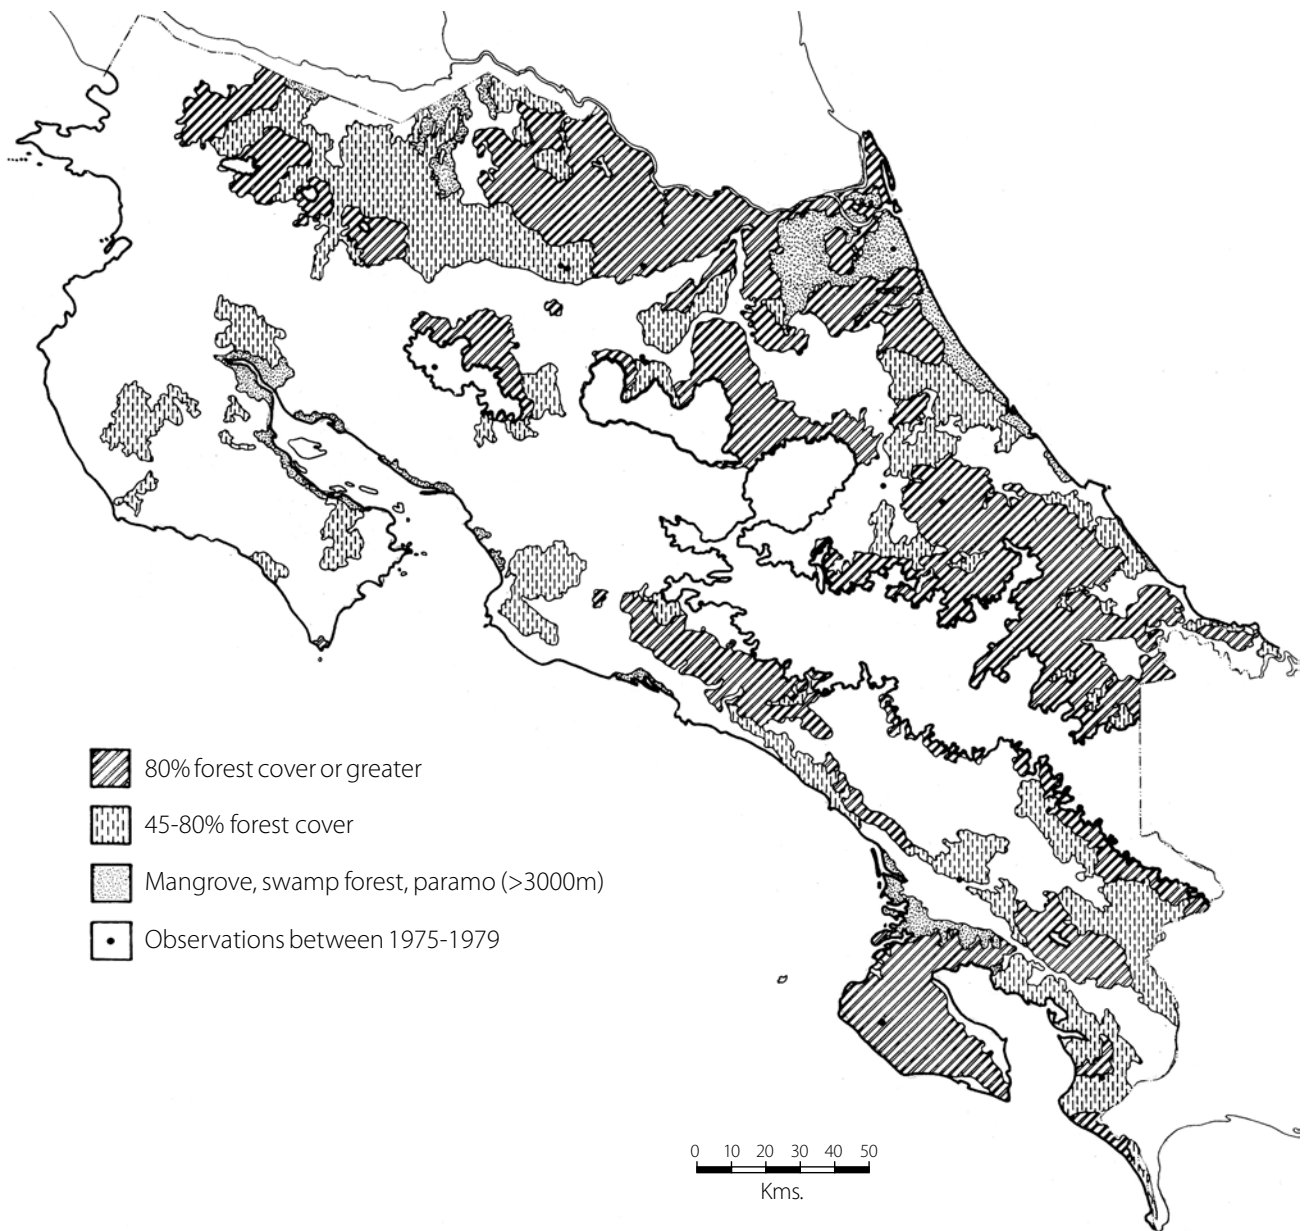 80% forest cover or greater
45-80% forest cover
Mangrove, swamp forest, paramo (>3000m)
Observations between 1975-1979
0 10 20 30 40 50
Kms.